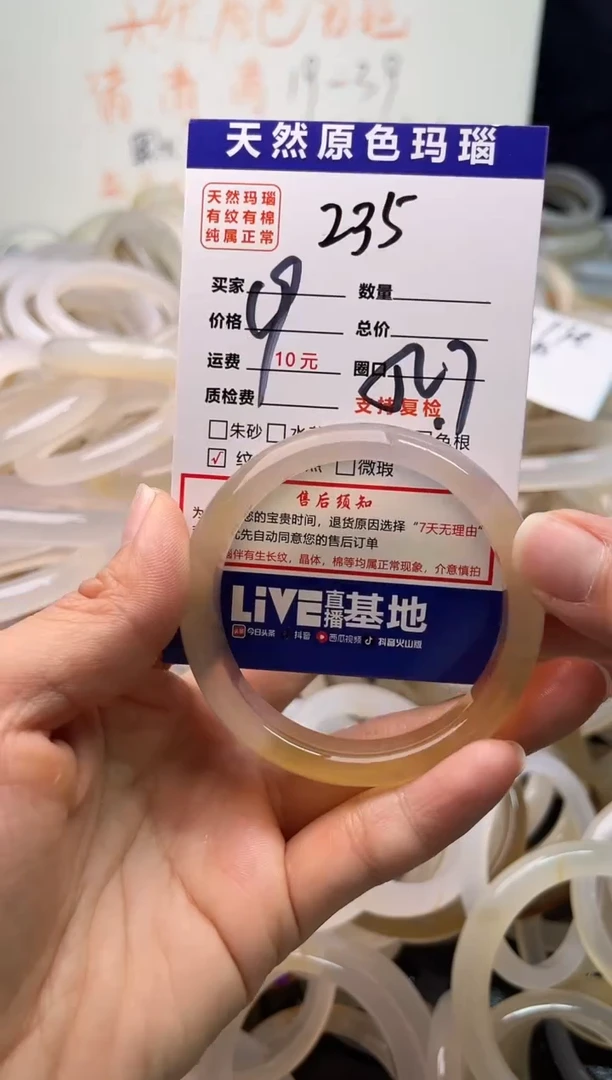 19-39
天然原色玛瑙
天然玛瑙
有纹有棉
纯属正常
235
买家 数量
价格 总价
9
运费 10元 圈口
质检费 支持复检
朱砂
√ 微瑕
售后须知
您的宝贵时间，退货原因选择“7天无理由”
先自动同意您的售后订单
伴有生长纹，晶体，棉等均属正常现象，介意慎拍
LiVE直播基地
头条 今日头条 抖音 西瓜视频 抖音火山版